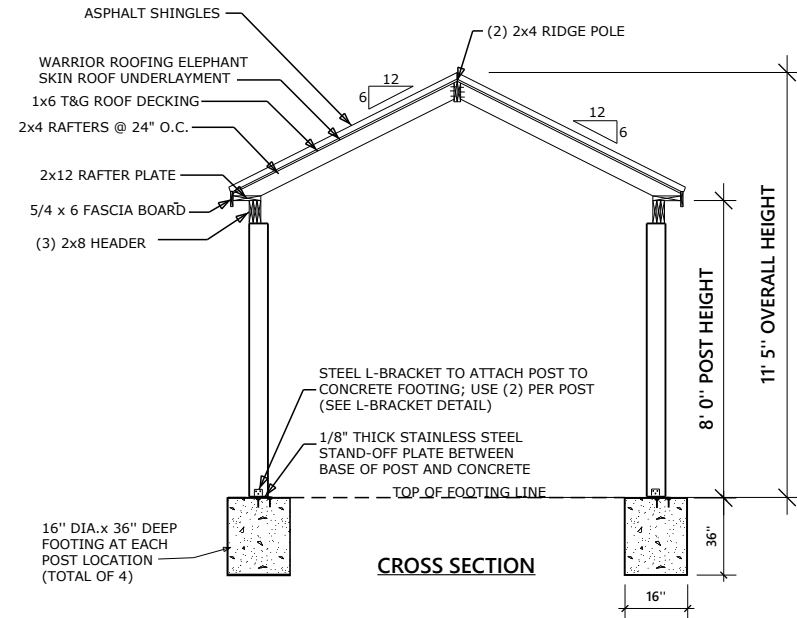 ASPHALT SHINGLES
(2) 2x4 RIDGE POLE
WARRIOR ROOFING ELEPHANT
SKIN ROOF UNDERLAYMENT
12
6
1x6 T&G ROOF DECKING
12
6
2x4 RAFTERS @ 24" O.C.
2x12 RAFTER PLATE
5/4 x 6 FASCIA BOARD
(3) 2x8 HEADER
8' 0" POST HEIGHT
11' 5" OVERALL HEIGHT
STEEL L-BRACKET TO ATTACH POST TO
CONCRETE FOOTING; USE (2) PER POST
(SEE L-BRACKET DETAIL)
1/8" THICK STAINLESS STEEL
STAND-OFF PLATE BETWEEN
BASE OF POST AND CONCRETE
TOP OF FOOTING LINE
16" DIA.x 36" DEEP
FOOTING AT EACH
POST LOCATION
(TOTAL OF 4)
36"
CROSS SECTION
16"